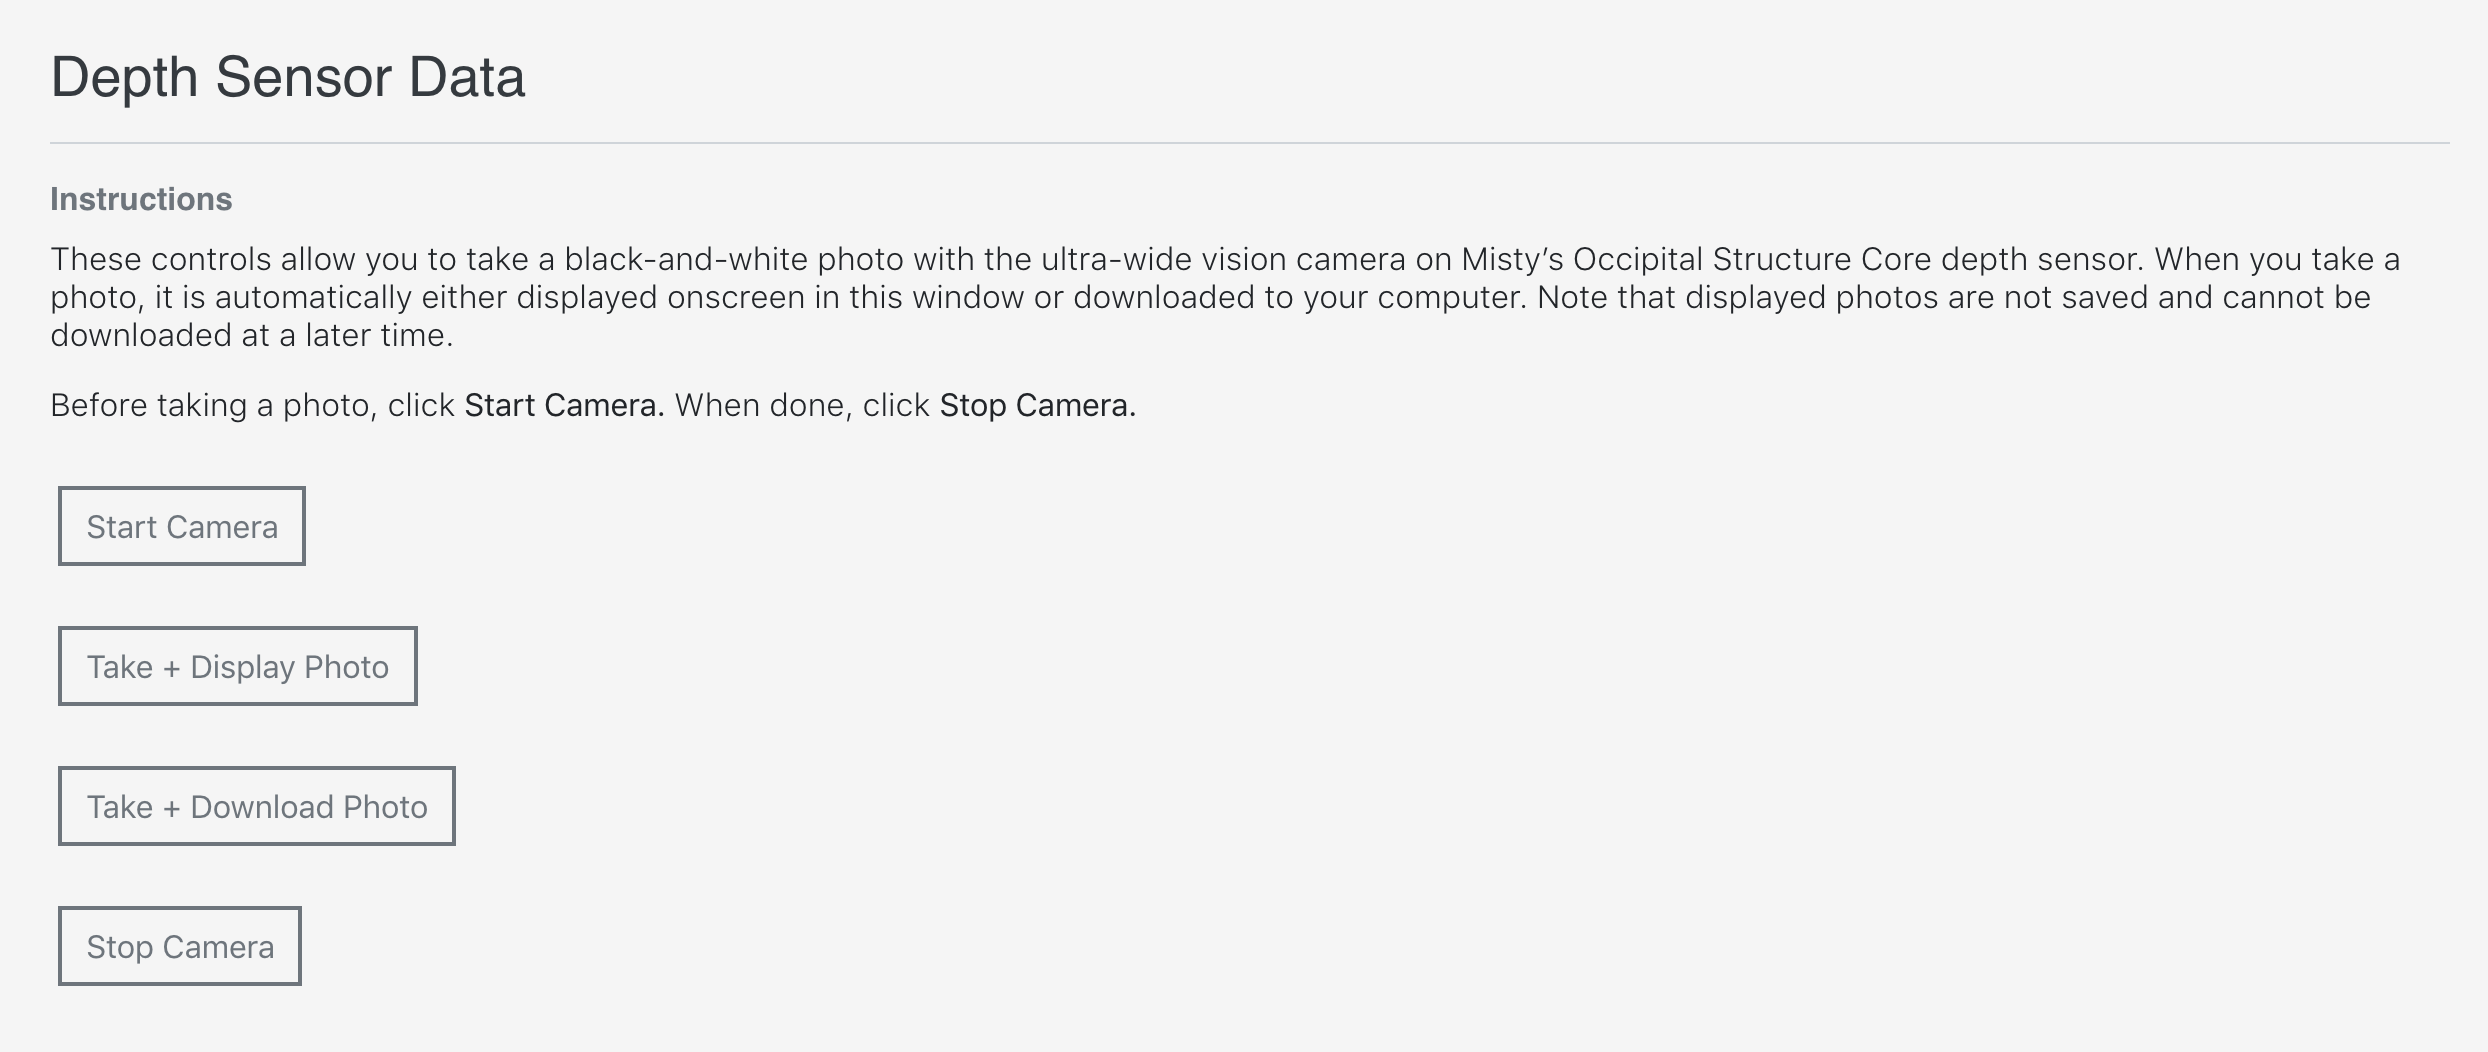 Depth Sensor Data
Instructions
These controls allow you to take a black-and-white photo with the ultra-wide vision camera on Misty’s Occipital Structure Core depth sensor. When you take a
photo, it is automatically either displayed onscreen in this window or downloaded to your computer. Note that displayed photos are not saved and cannot be
downloaded at a later time.
Before taking a photo, click Start Camera. When done, click Stop Camera.
Start Camera
Take + Display Photo
Take + Download Photo
Stop Camera